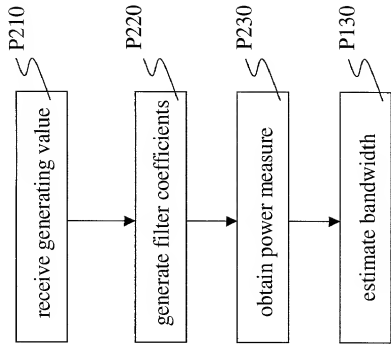 receive generating value
P210
generate filter coefficients
P220
obtain power measure
P230
estimate bandwidth
P130